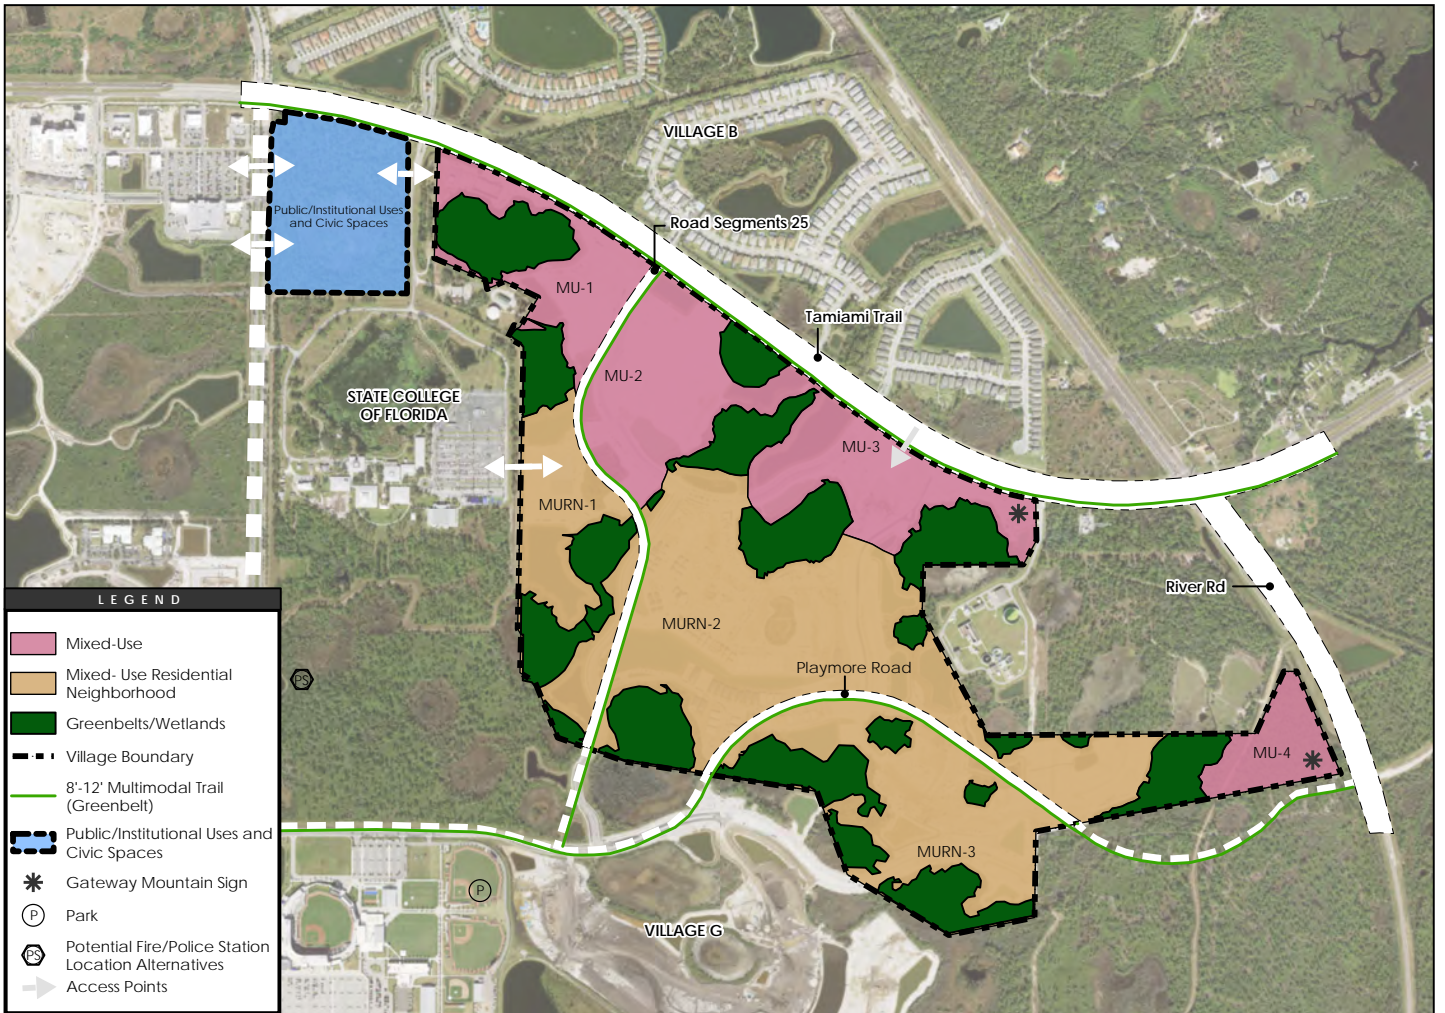 VILLAGE B
Public/Institutional Uses
and Civic Spaces
Road Segments 25
MU-1
Tamiami Trail
MU-2
STATE COLLEGE
OF FLORIDA
MU-3
MURN-1
River Rd
MURN-2
Playmore Road
MU-4
MURN-3
P
VILLAGE G
PS
LEGEND
Mixed-Use
Mixed- Use Residential
Neighborhood
Greenbelts/Wetlands
Village Boundary
8'-12' Multimodal Trail
(Greenbelt)
Public/Institutional Uses and
Civic Spaces
Gateway Mountain Sign
P
Park
PS
Potential Fire/Police Station
Location Alternatives
Access Points